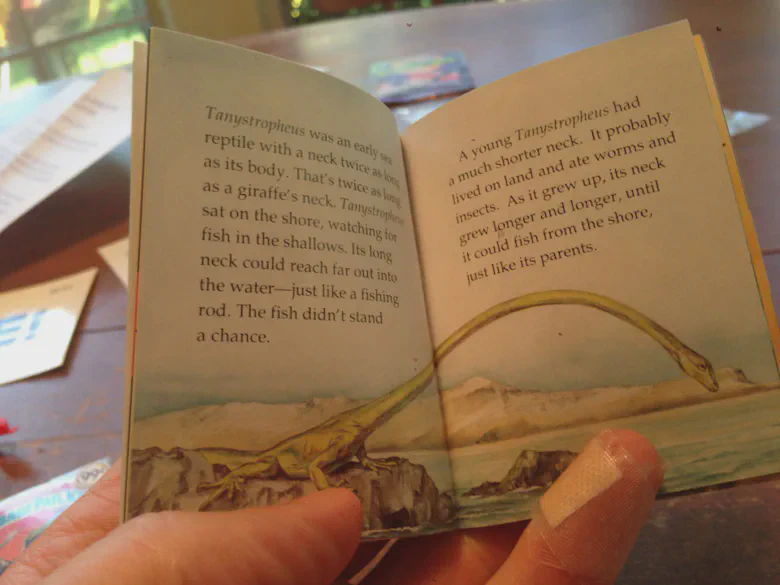 Tanystropheus was an early sea
reptile with a neck twice as long
as its body. That's twice as long
as a giraffe's neck. Tanystropheus
sat on the shore, watching for
fish in the shallows. Its long
neck could reach far out into
the water—just like a fishing
rod. The fish didn't stand
a chance.
A young Tanystropheus had
a much shorter neck. It probably
lived on land and ate worms and
insects. As it grew up, its neck
grew longer and longer, until
it could fish from the shore,
just like its parents.